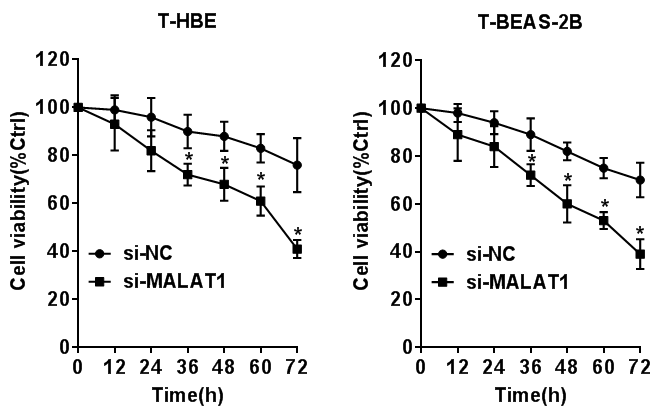 T-HBE
Cell viability(%Ctrl)
120
100
80
60
40
20
0
* * * *
si-NC
si-MALAT1
0 12 24 36 48 60 72
Time(h)
T-BEAS-2B
Cell viability(%Ctrl)
120
100
80
60
40
20
0
* * * *
si-NC
si-MALAT1
0 12 24 36 48 60 72
Time(h)